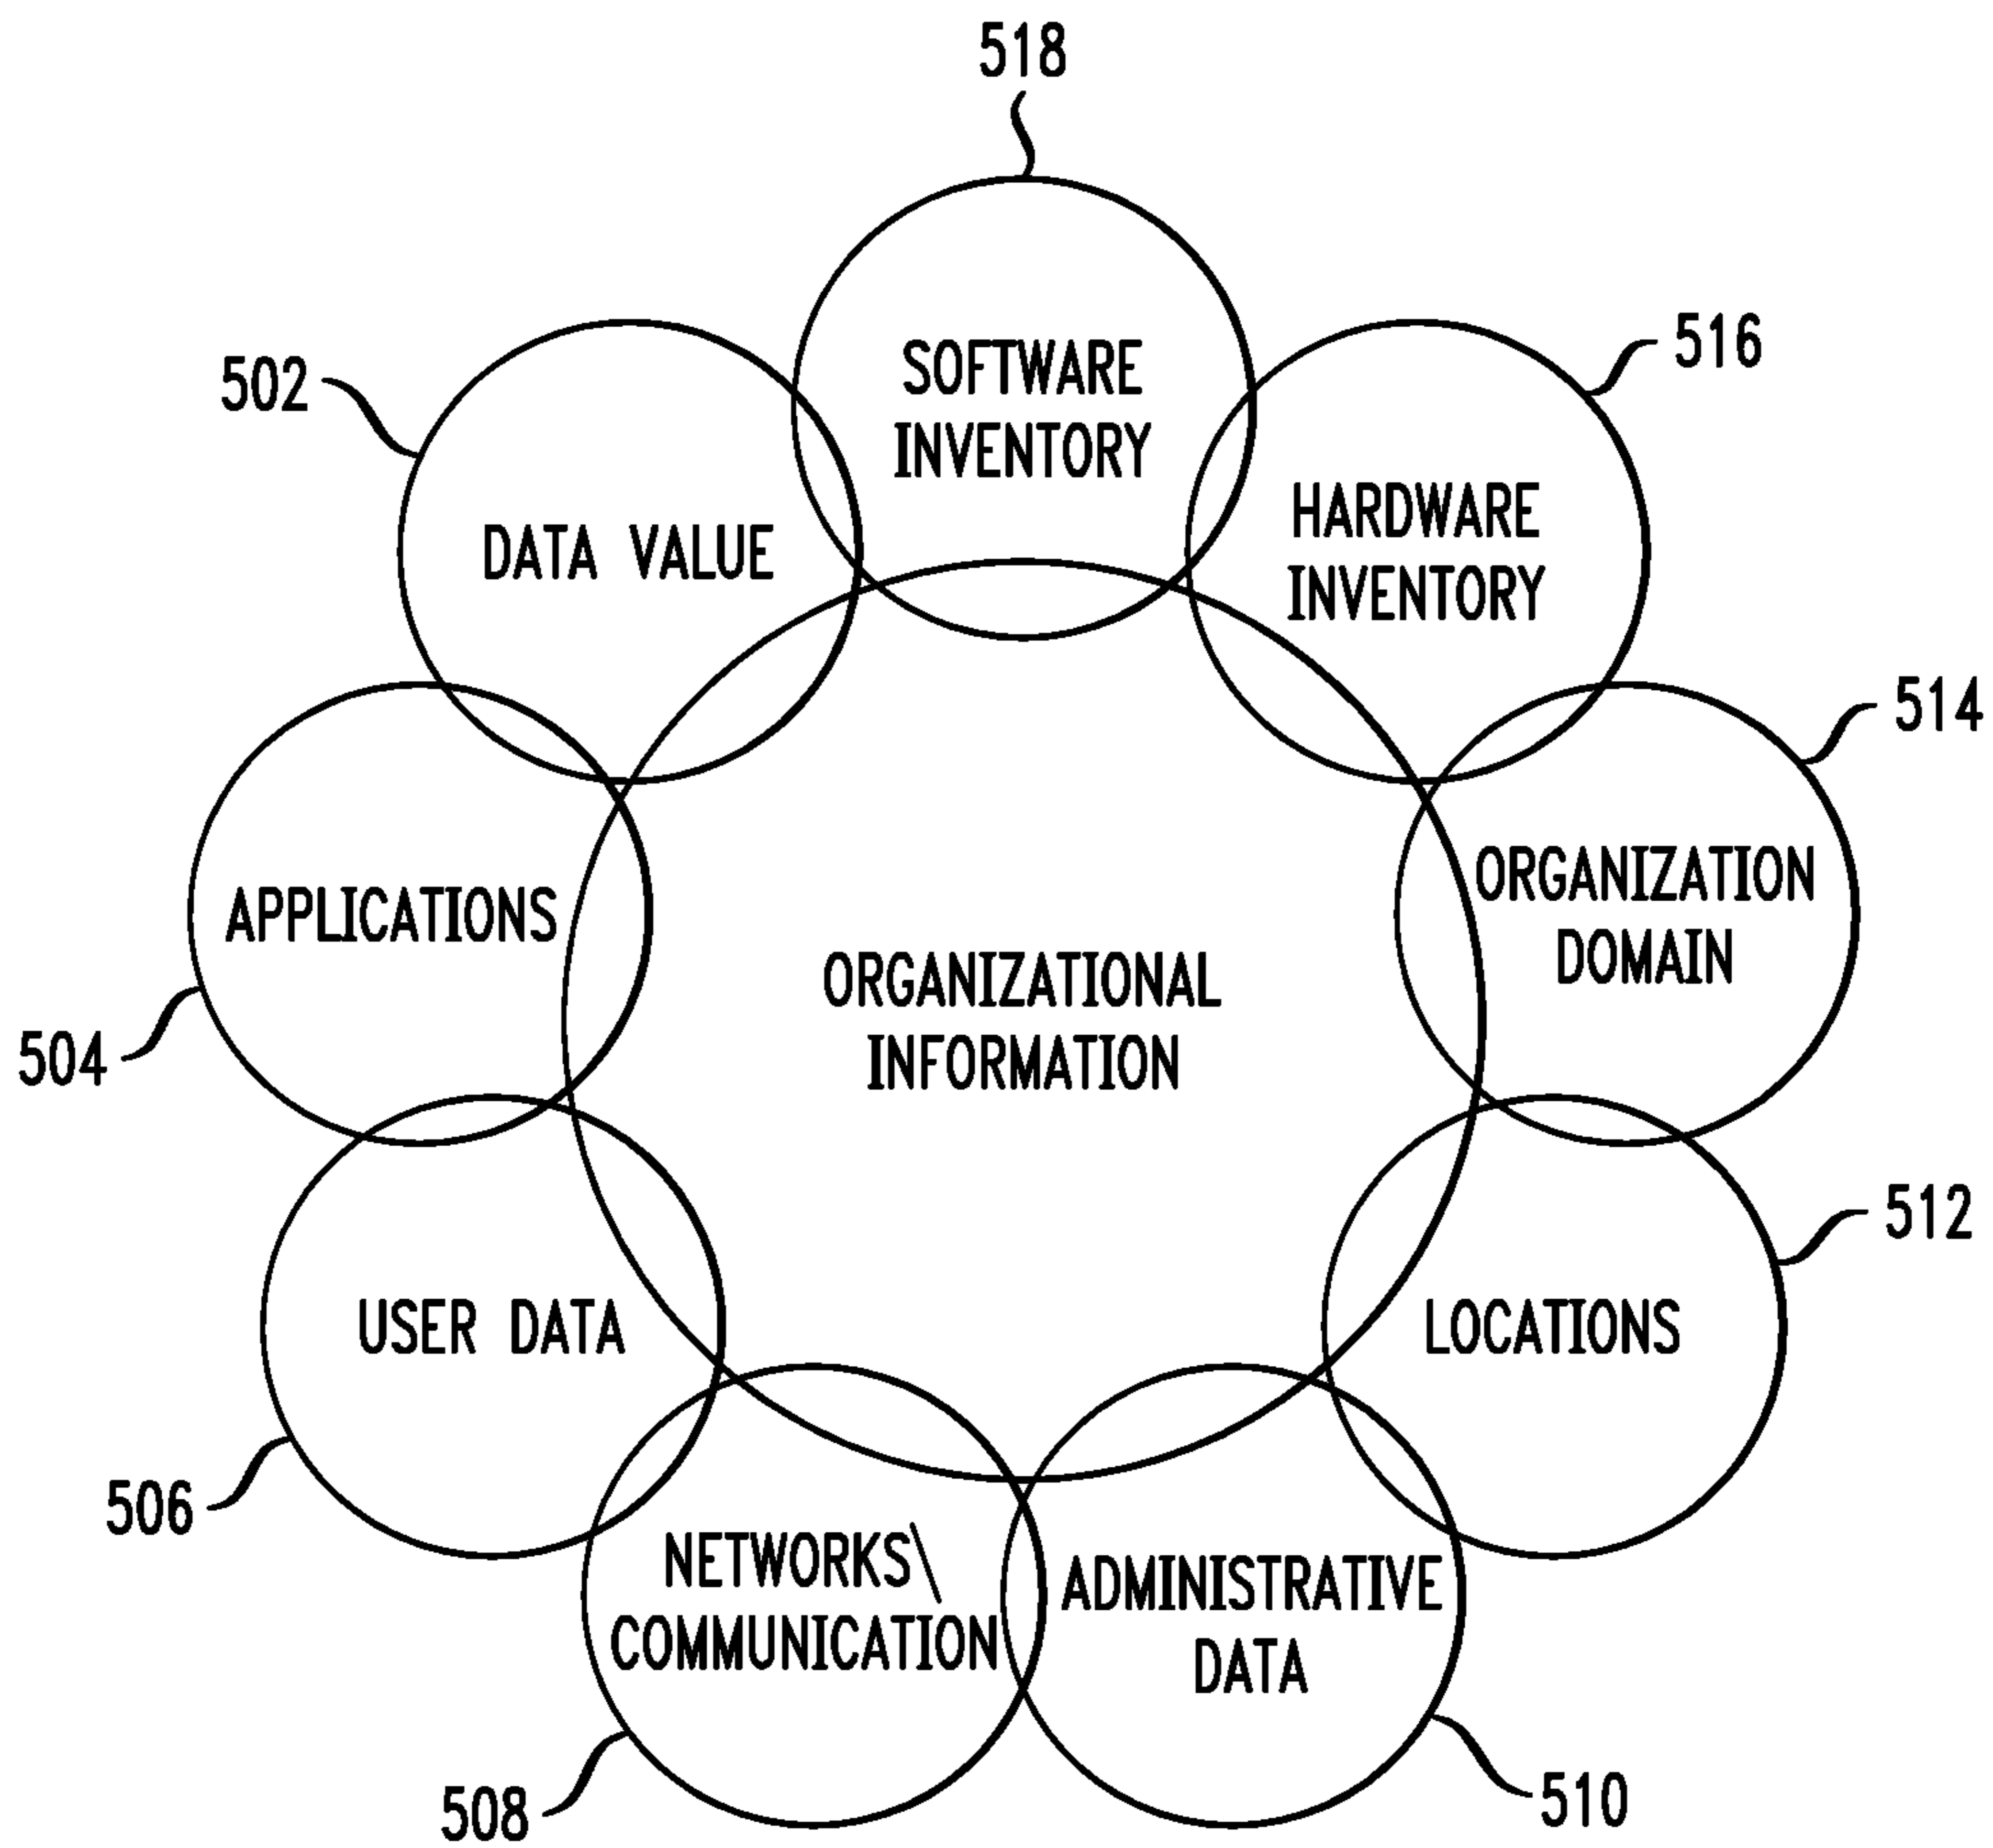 518
SOFTWARE
INVENTORY
516
HARDWARE
INVENTORY
502
DATA VALUE
514
ORGANIZATION
DOMAIN
APPLICATIONS
504
ORGANIZATIONAL
INFORMATION
512
LOCATIONS
USER DATA
506
NETWORKS\
COMMUNICATION
508
ADMINISTRATIVE
DATA
510